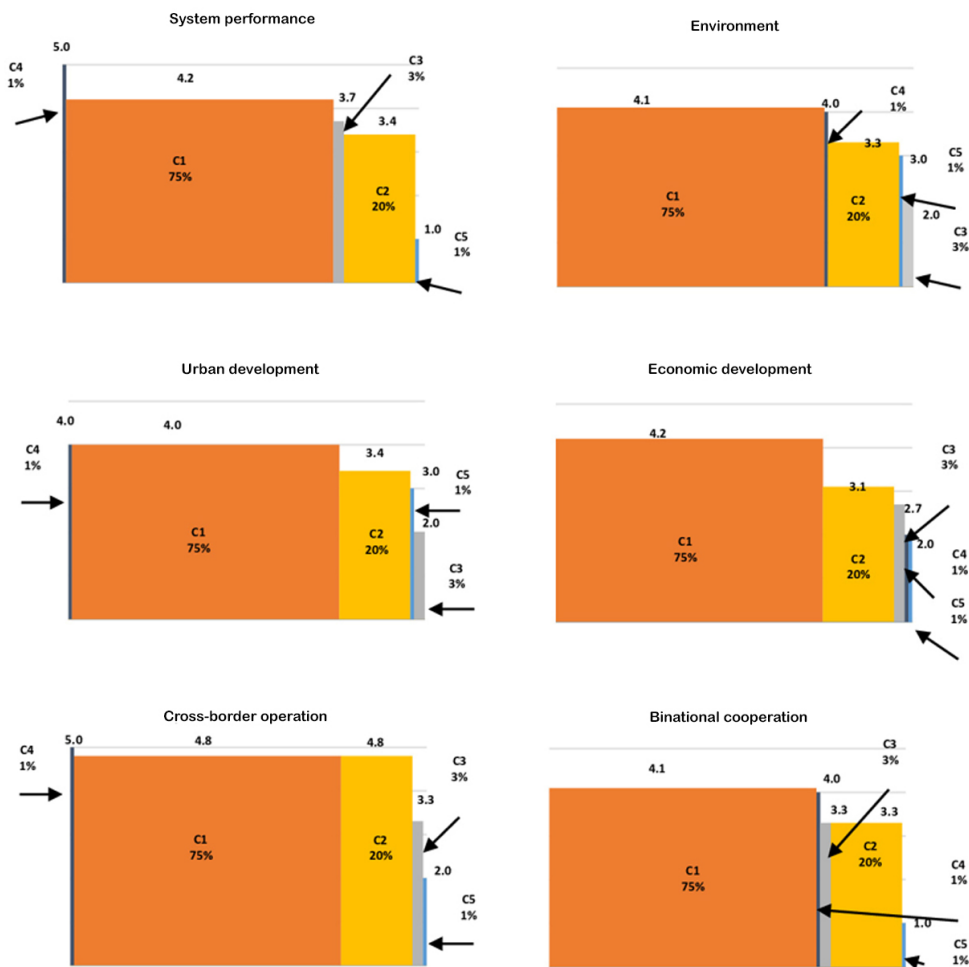 System performance
5.0
C4
1%
4.2
C3
3%
3.7
3.4
C1
75%
C2
20%
1.0
C5
1%
Environment
4.1
4.0
C4
1%
3.3
C5
1%
3.0
C1
75%
C2
20%
2.0
C3
3%
Urban development
4.0
4.0
C4
1%
3.4
3.0
C5
1%
2.0
C1
75%
C2
20%
C3
3%
Economic development
4.2
C3
3%
3.1
2.7
2.0
C1
75%
C2
20%
C4
1%
C5
1%
Cross-border operation
5.0
C4
1%
4.8
4.8
C3
3%
3.3
C1
75%
C2
20%
2.0
C5
1%
Binational cooperation
C3
3%
4.1
4.0
3.3
3.3
C1
75%
C2
20%
C4
1%
1.0
C5
1%